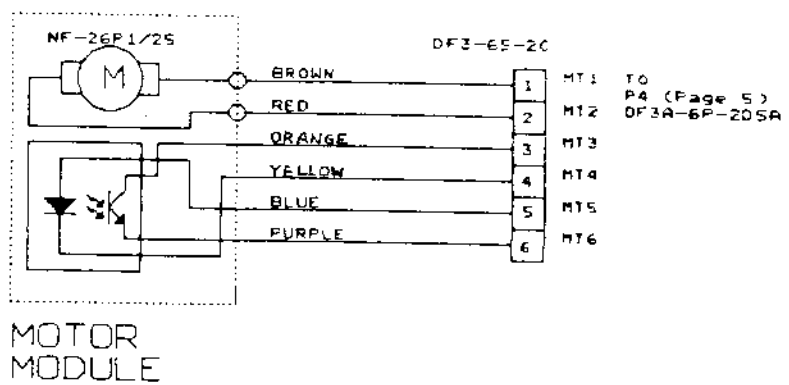 NF-26P1/2S
DF3-6S-2C
M
BROWN
1 MT1
TO
P4 (Page 5)
DF3A-6P-2DSA
RED
2 MT2
ORANGE
3 MT3
YELLOW
4 MT4
BLUE
5 MT5
PURPLE
6 MT6
MOTOR
MODULE